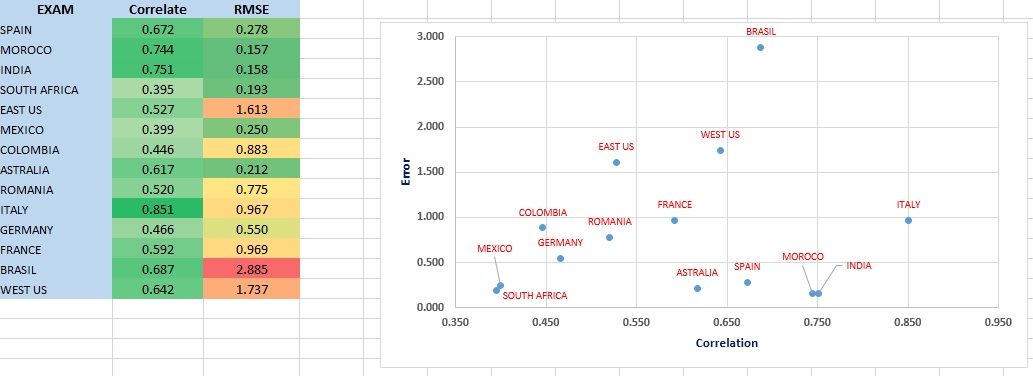 EXAM Correlate RMSE
SPAIN 0.672 0.278
MOROCO 0.744 0.157
INDIA 0.751 0.158
SOUTH AFRICA 0.395 0.193
EAST US 0.527 1.613
MEXICO 0.399 0.250
COLOMBIA 0.446 0.883
ASTRALIA 0.617 0.212
ROMANIA 0.520 0.775
ITALY 0.851 0.967
GERMANY 0.466 0.550
FRANCE 0.592 0.969
BRASIL 0.687 2.885
WEST US 0.642 1.737
BRASIL
3.000
2.500
2.000
WEST US
EAST US
1.500
Error
FRANCE
ITALY
COLOMBIA
1.000
ROMANIA
GERMANY
MEXICO
MOROCO
INDIA
0.500
ASTRALIA
SPAIN
SOUTH AFRICA
0.000
0.350 0.450 0.550 0.650 0.750 0.850 0.950
Correlation